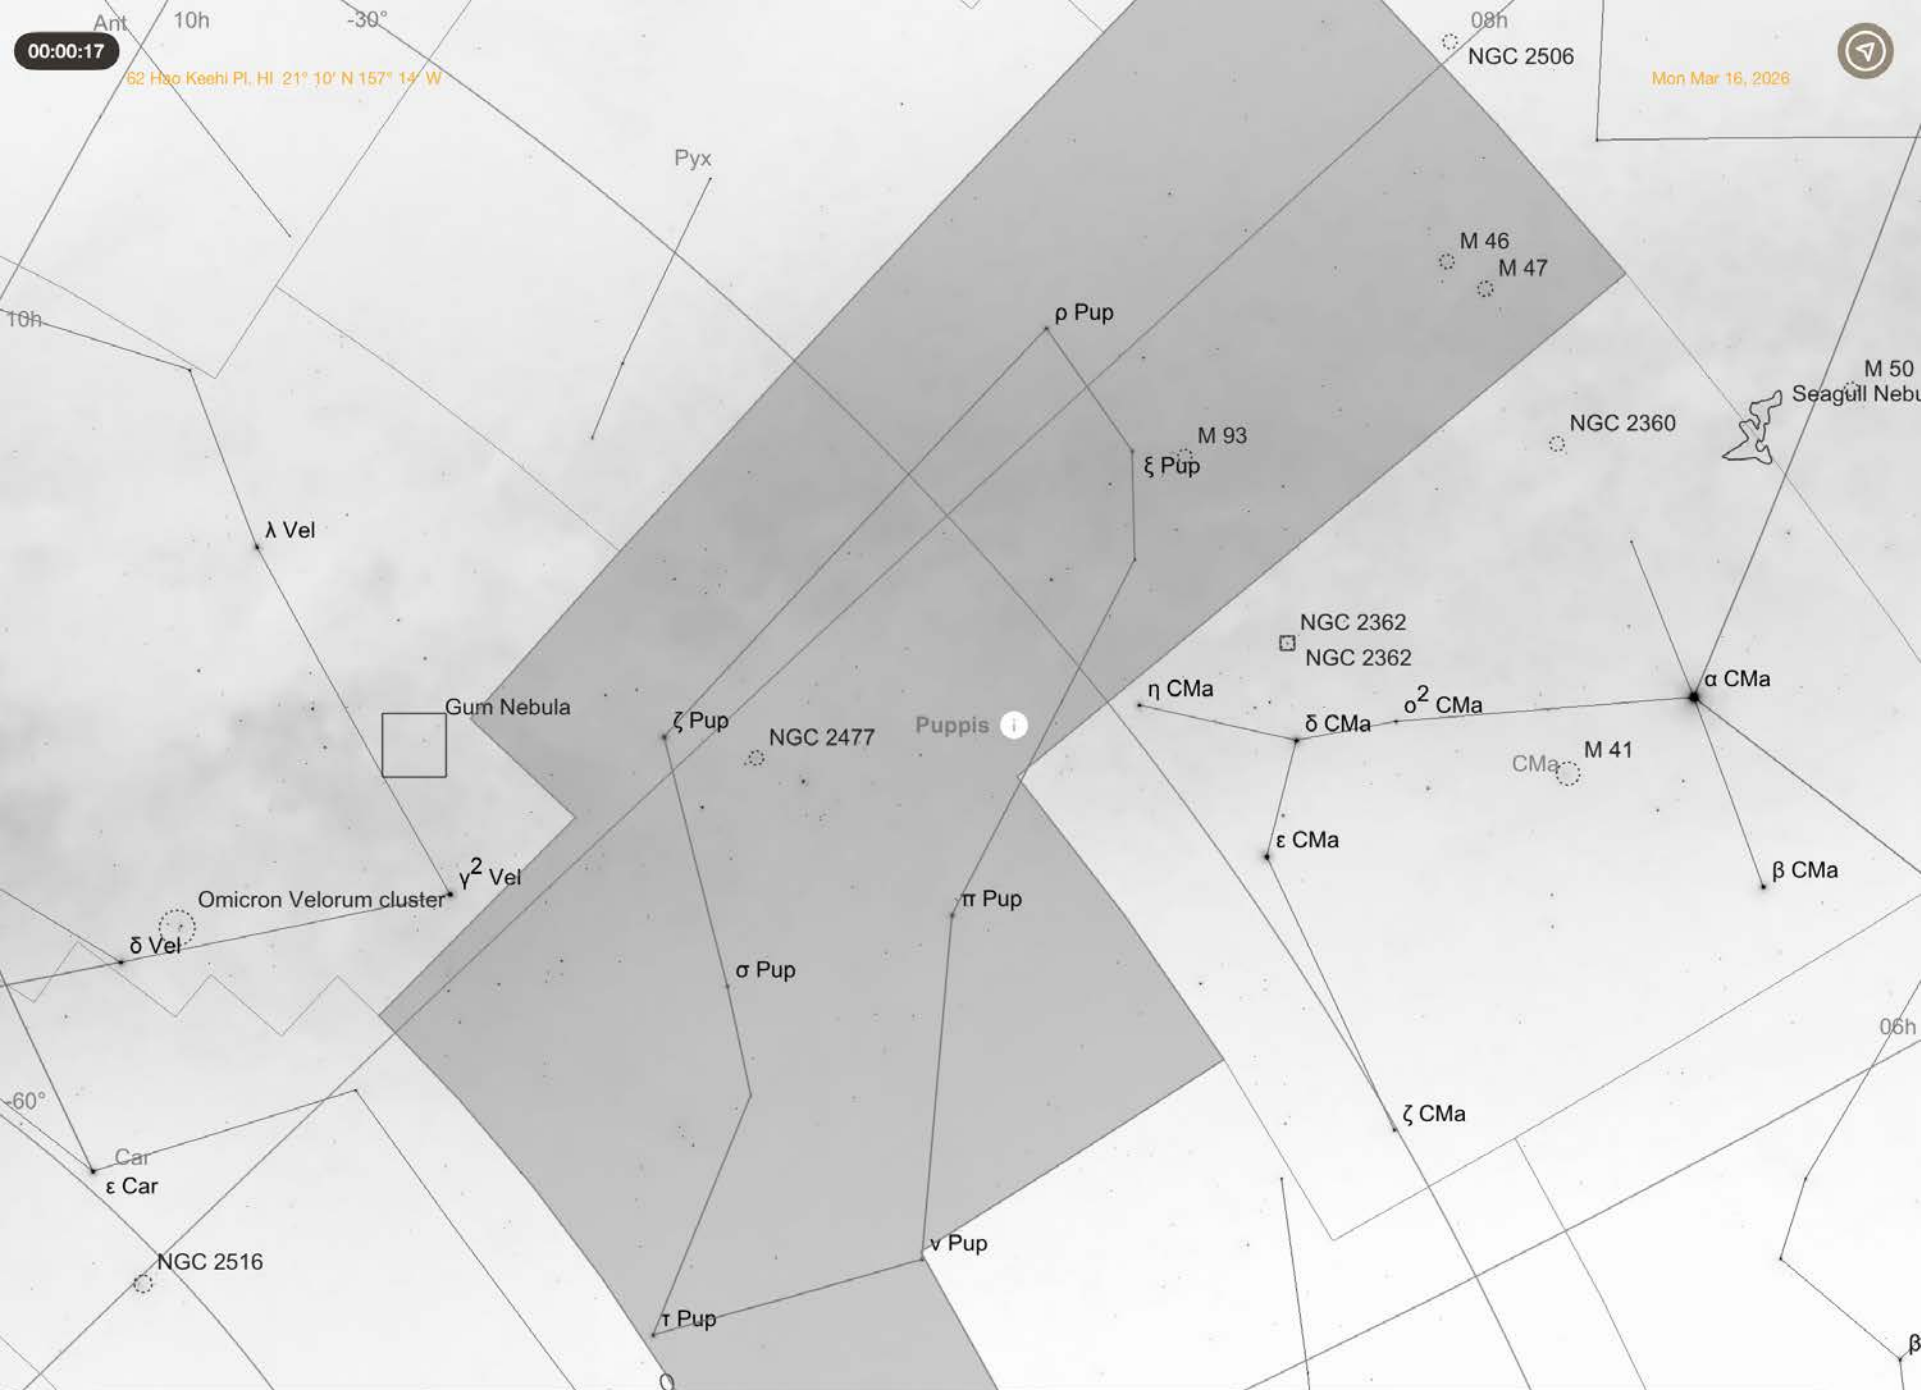 Ant
10h
-30°
08h
00:00:17
NGC 2506
62 Hao Keehi Pl, HI 21° 10' N 157° 14' W
Mon Mar 16, 2026
Pyx
M 46
M 47
ρ Pup
10h
M 50
Seagull Nebu
NGC 2360
M 93
ξ Pup
λ Vel
NGC 2362
NGC 2362
α CMa
η CMa
ο2 CMa
Gum Nebula
ζ Pup
δ CMa
Puppis i
NGC 2477
M 41
CMa
ε CMa
β CMa
γ2 Vel
Omicron Velorum cluster
π Pup
δ Vel
σ Pup
06h
-60°
ζ CMa
Car
ε Car
ν Pup
NGC 2516
τ Pup
β